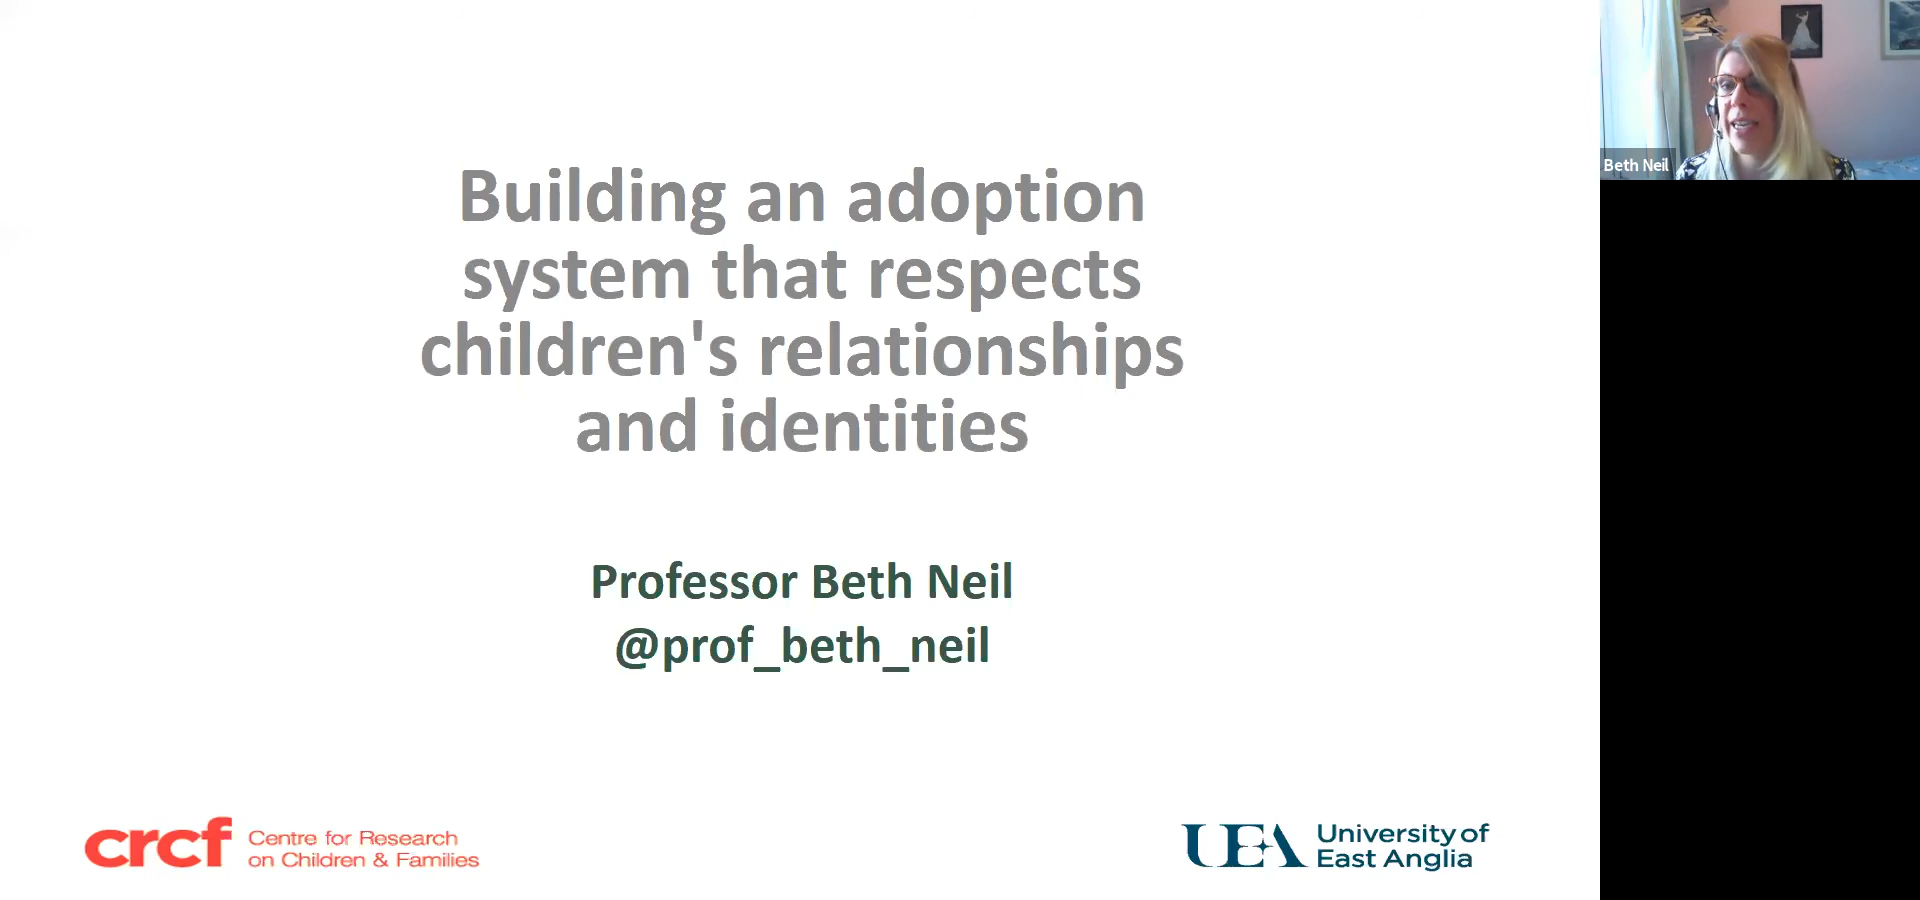 Building an adoption
system that respects
children's relationships
and identities
Professor Beth Neil
@prof_beth_neil
crcf
Centre for Research
on Children & Families
UEA
University of
East Anglia
Beth Neil